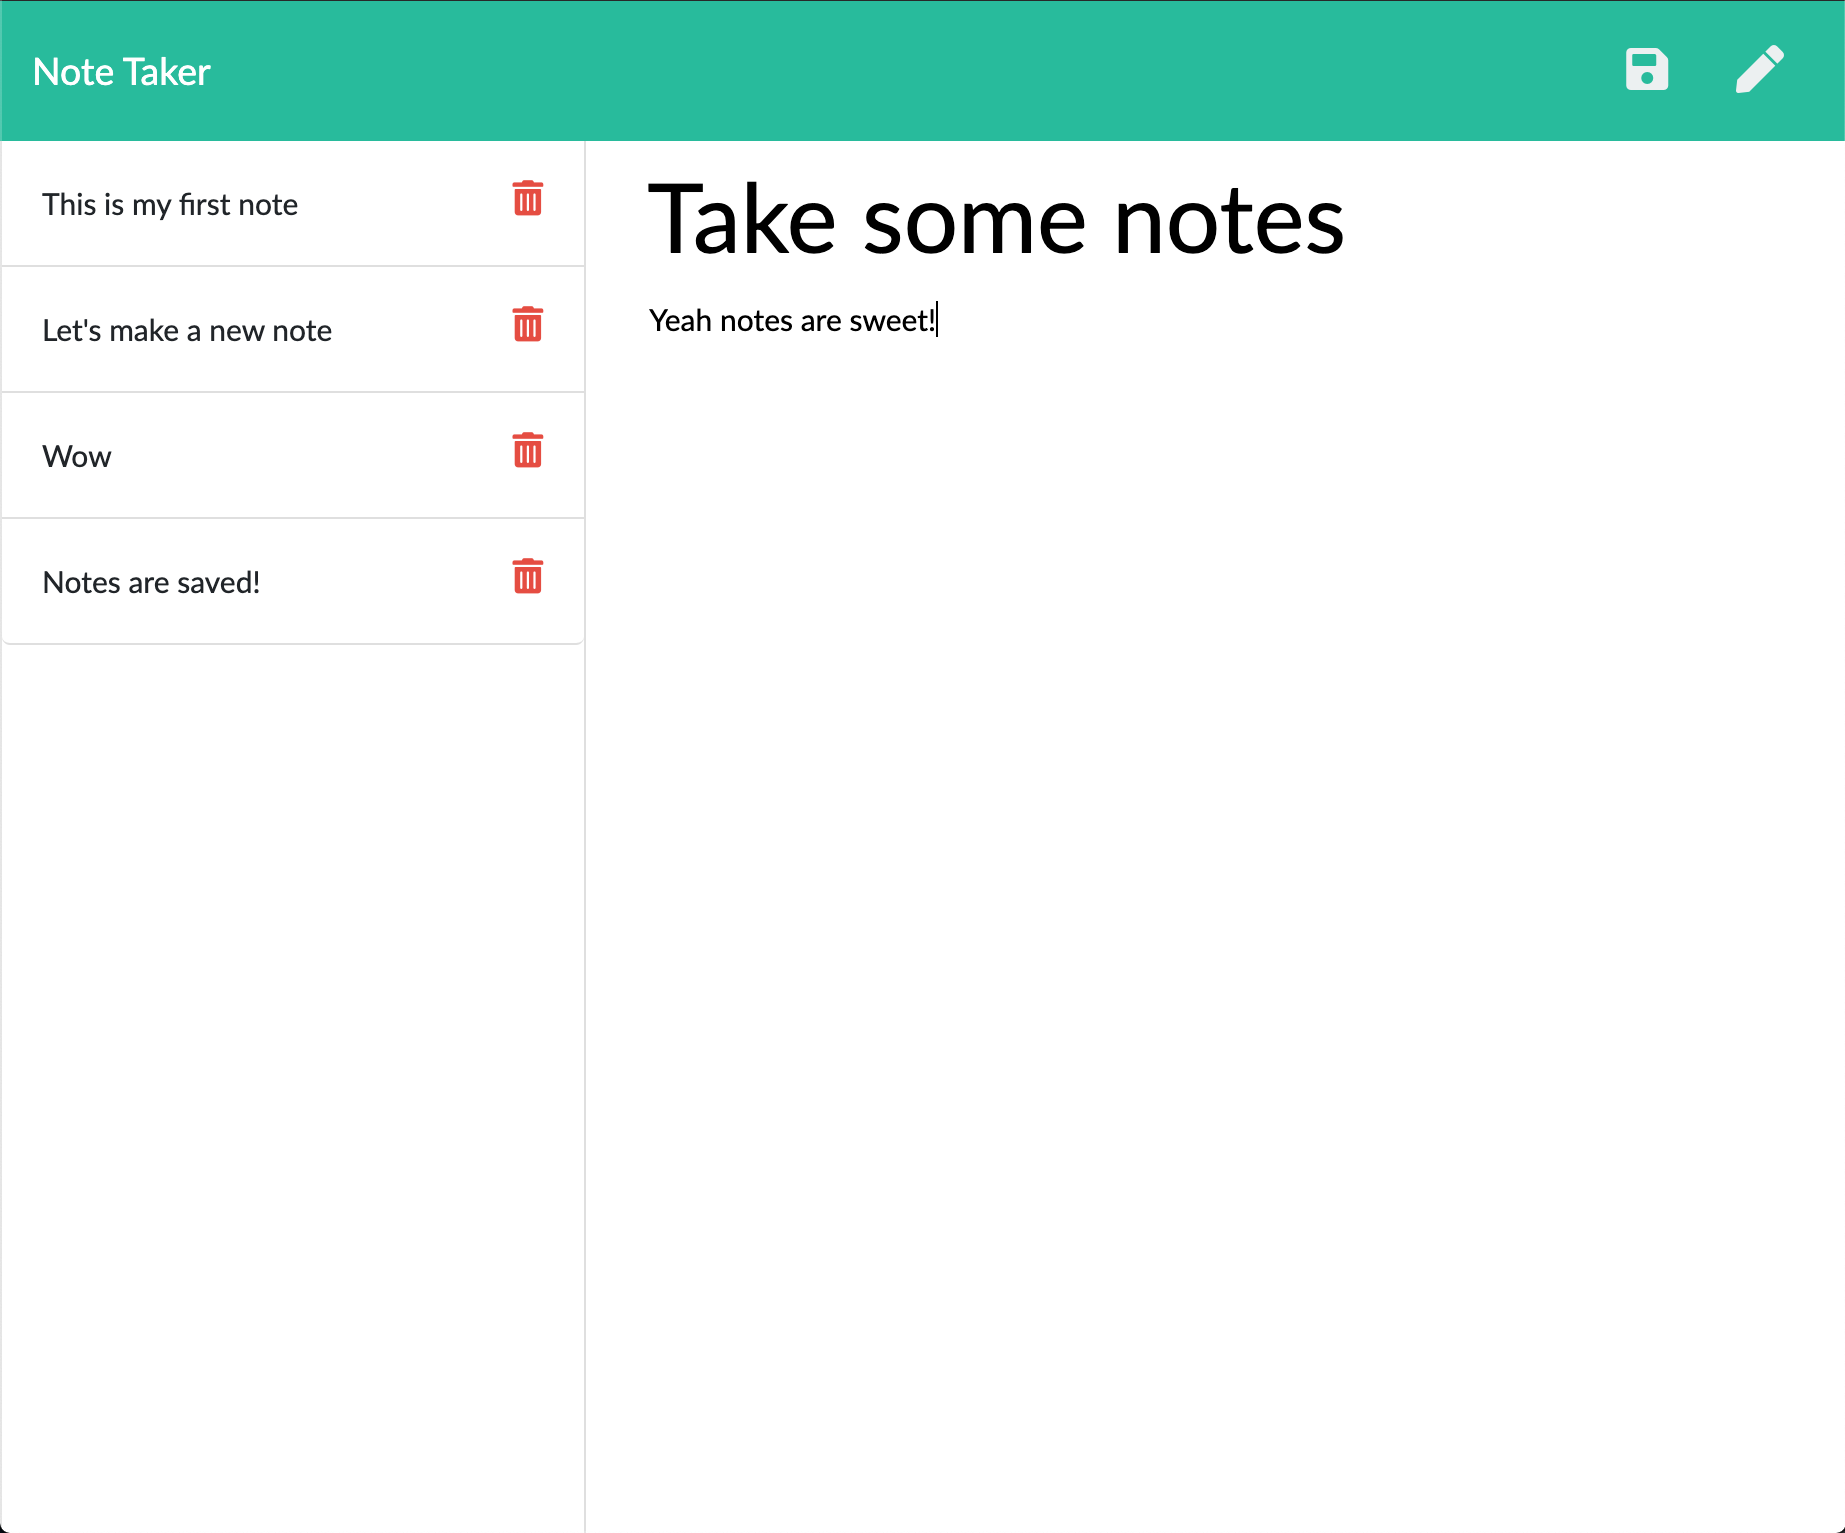 Note Taker
This is my first note
Let's make a new note
Wow
Notes are saved!
Take some notes
Yeah notes are sweet!